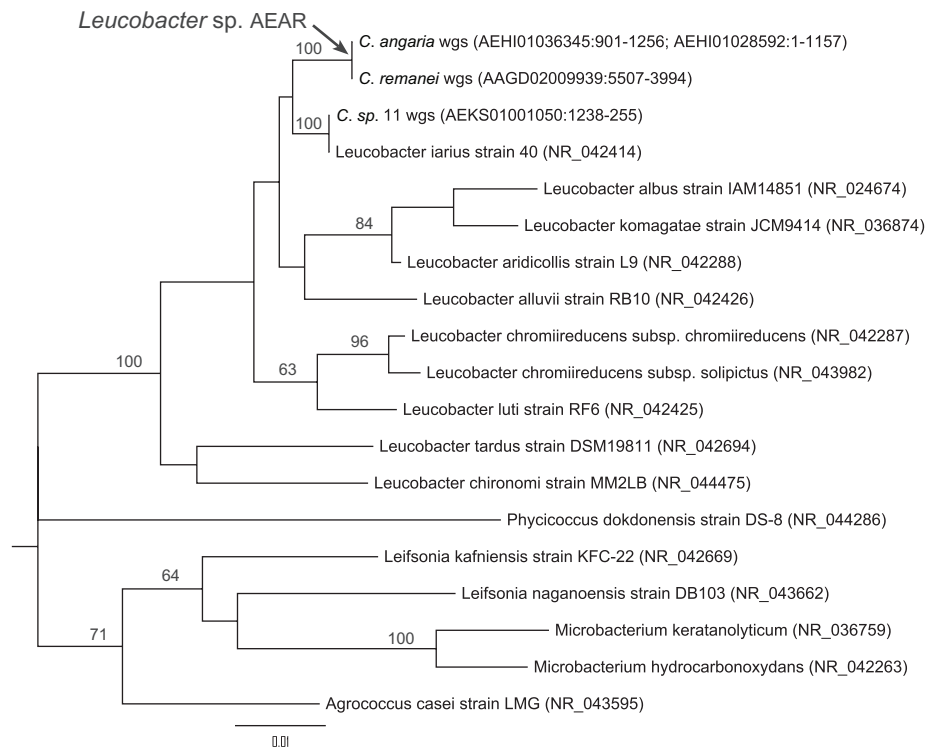 Leucobacter sp. AEAR
100
C. angaria wgs (AEHI01036345:901-1256; AEHI01028592:1-1157)
C. remanei wgs (AAGD02009939:5507-3994)
100
C. sp. 11 wgs (AEKS01001050:1238-255)
Leucobacter iarius strain 40 (NR_042414)
Leucobacter albus strain IAM14851 (NR_024674)
84
Leucobacter komagatae strain JCM9414 (NR_036874)
Leucobacter aridicollis strain L9 (NR_042288)
Leucobacter alluvii strain RB10 (NR_042426)
96
Leucobacter chromiireducens subsp. chromiireducens (NR_042287)
63
Leucobacter chromiireducens subsp. solipictus (NR_043982)
100
Leucobacter luti strain RF6 (NR_042425)
Leucobacter tardus strain DSM19811 (NR_042694)
Leucobacter chironomi strain MM2LB (NR_044475)
Phycicoccus dokdonensis strain DS-8 (NR_044286)
Leifsonia kafniensis strain KFC-22 (NR_042669)
64
Leifsonia naganoensis strain DB103 (NR_043662)
71
100
Microbacterium keratanolyticum (NR_036759)
Microbacterium hydrocarbonoxydans (NR_042263)
Agrococcus casei strain LMG (NR_043595)